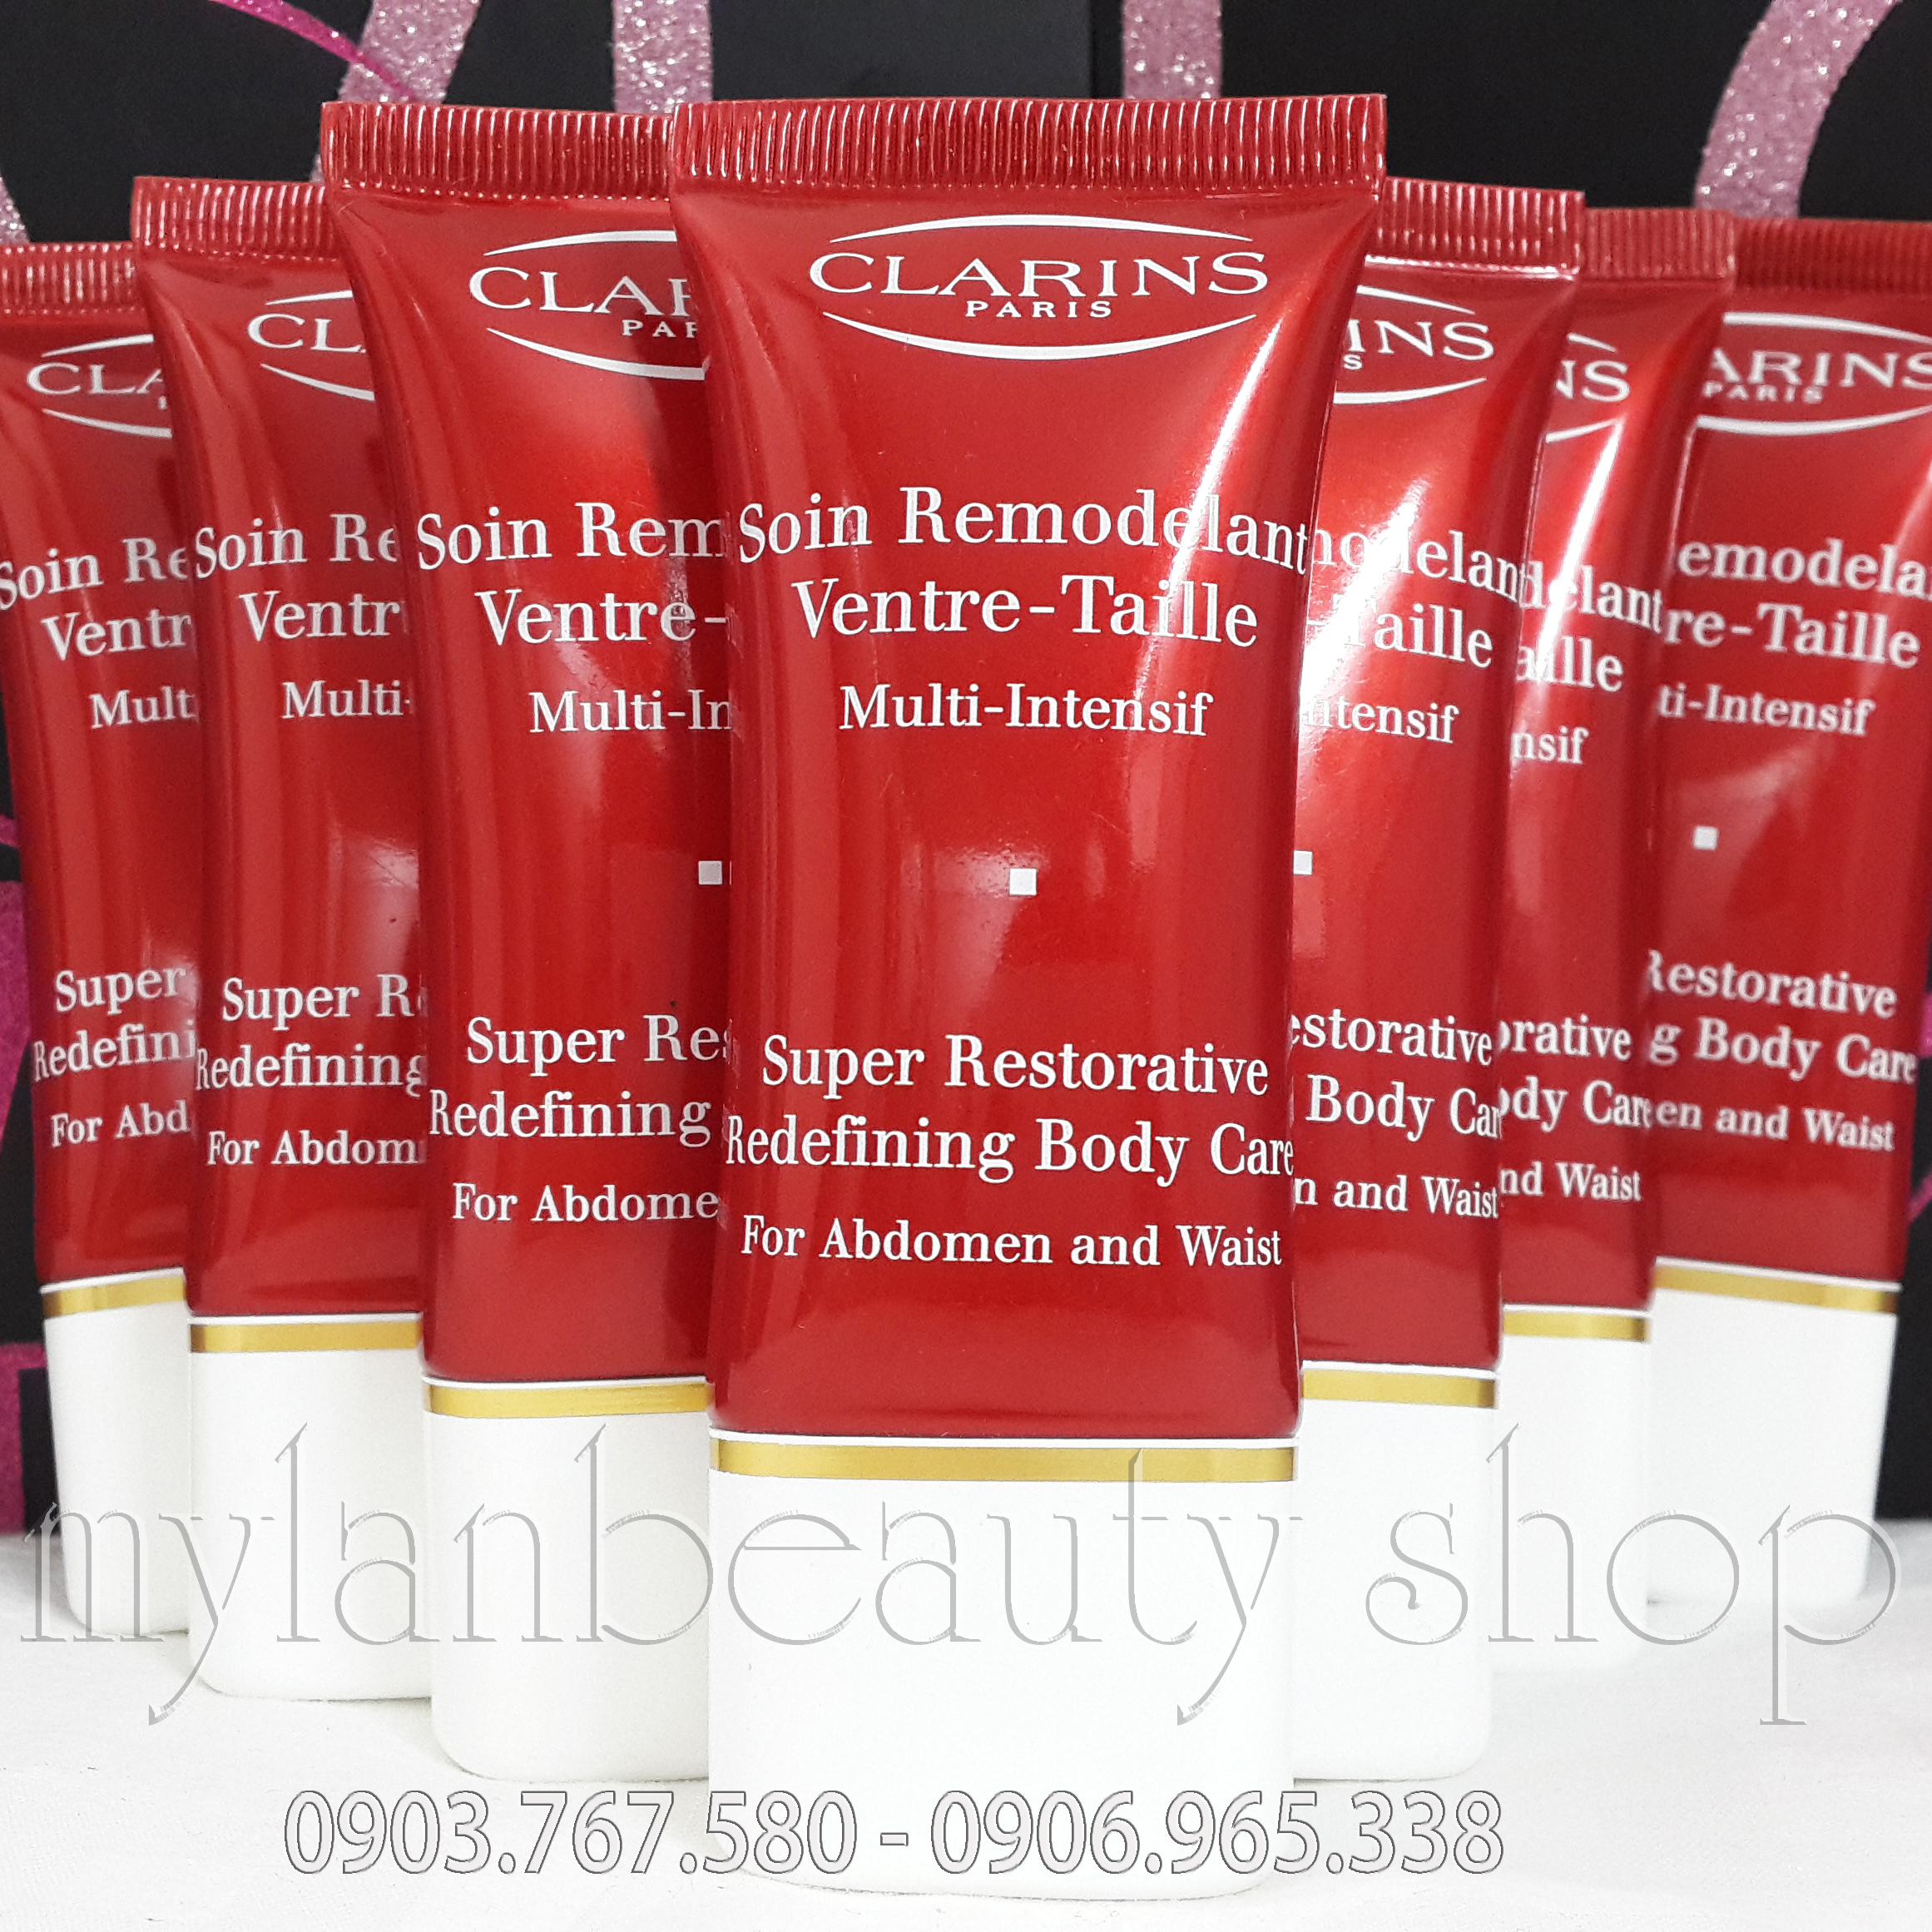 CLARINS
PARIS
Soin Remodelant
Ventre-Taille
Multi-Intensif
Super Restorative
Redefining Body Care
For Abdomen and Waist
mylanbeauty shop
0903.767.580 - 0906.965.338